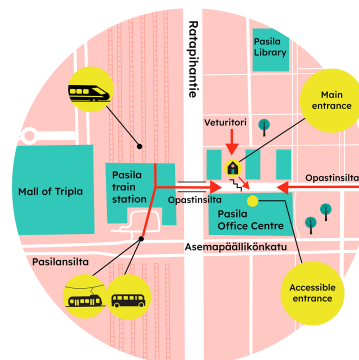 Ratapihantie
Pasila
Library
Main
entrance
Veturitori
Mall of Tripla
Pasila
train
station
Opastinsilta
Opastinsilta
Pasila
Office Centre
Asemapäällikönkatu
Pasilansilta
Accessible
entrance